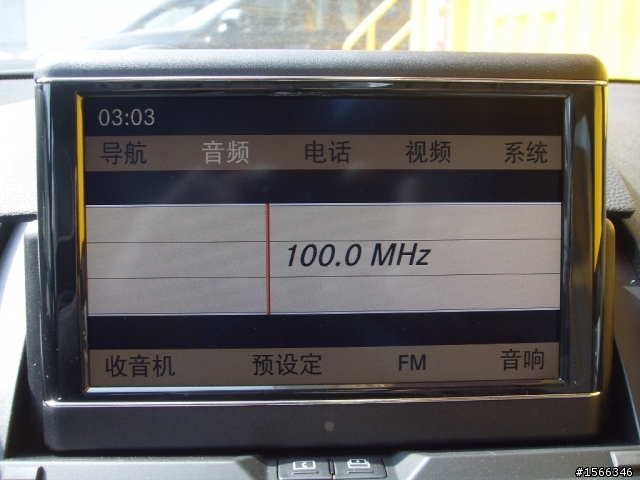 03:03
导航 音频 电话 视频 系统
100.0 MHz
收音机 预设定 FM 音响
#1566346